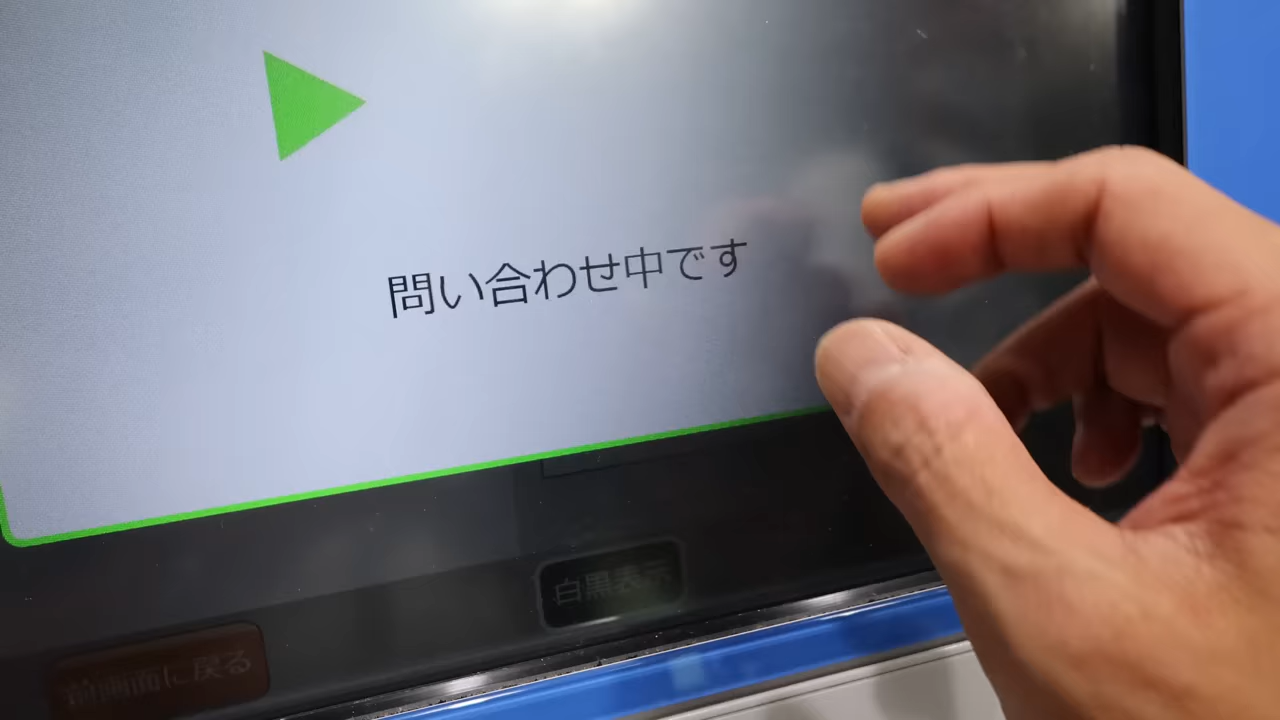 問い合わせ中です
白黒表示
前画面に戻る